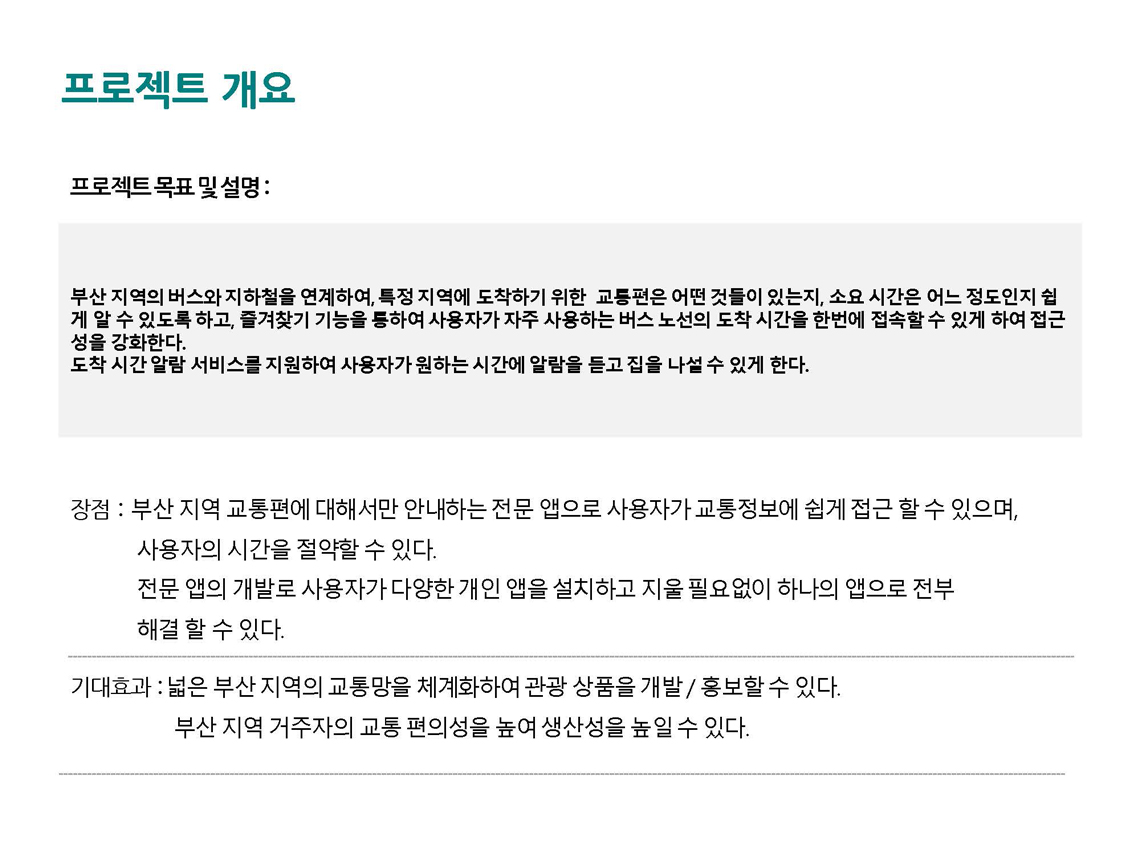 프로젝트 개요
프로젝트 목표 및 설명 :
부산 지역의 버스와 지하철을 연계하여, 특정 지역에 도착하기 위한 교통편은 어떤 것들이 있는지, 소요 시간은 어느 정도인지 쉽
게 알 수 있도록 하고, 즐겨찾기 기능을 통하여 사용자가 자주 사용하는 버스 노선의 도착 시간을 한번에 접속할 수 있게 하여 접근
성을 강화한다.
도착 시간 알람 서비스를 지원하여 사용자가 원하는 시간에 알람을 듣고 집을 나설 수 있게 한다.
장점 : 부산 지역 교통편에 대해서만 안내하는 전문 앱으로 사용자가 교통정보에 쉽게 접근 할 수 있으며,
사용자의 시간을 절약할 수 있다.
전문 앱의 개발로 사용자가 다양한 개인 앱을 설치하고 지울 필요없이 하나의 앱으로 전부
해결 할 수 있다.
기대효과 : 넓은 부산 지역의 교통망을 체계화하여 관광 상품을 개발 / 홍보할 수 있다.
부산 지역 거주자의 교통 편의성을 높여 생산성을 높일 수 있다.